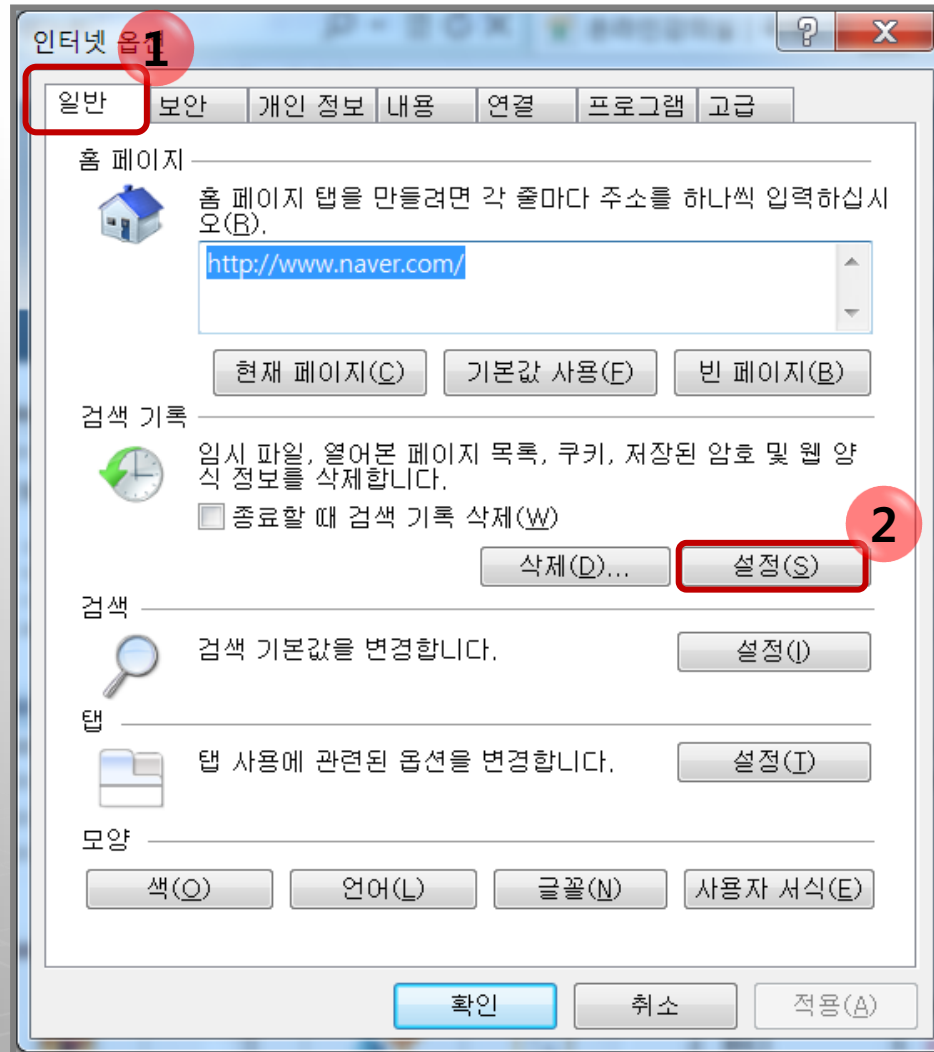 인터넷 옵션
1
일반 보안 개인 정보 내용 연결 프로그램 고급
홈 페이지
홈 페이지 탭을 만들려면 각 줄마다 주소를 하나씩 입력하십시
오(R).
http://www.naver.com/
현재 페이지(C) 기본값 사용(F) 빈 페이지(B)
검색 기록
임시 파일, 열어본 페이지 목록, 쿠키, 저장된 암호 및 웹 양
식 정보를 삭제합니다.
종료할 때 검색 기록 삭제(W)
2
삭제(D)... 설정(S)
검색
검색 기본값을 변경합니다. 설정(I)
탭
탭 사용에 관련된 옵션을 변경합니다. 설정(T)
모양
색(O) 언어(L) 글꼴(N) 사용자 서식(E)
확인 취소 적용(A)